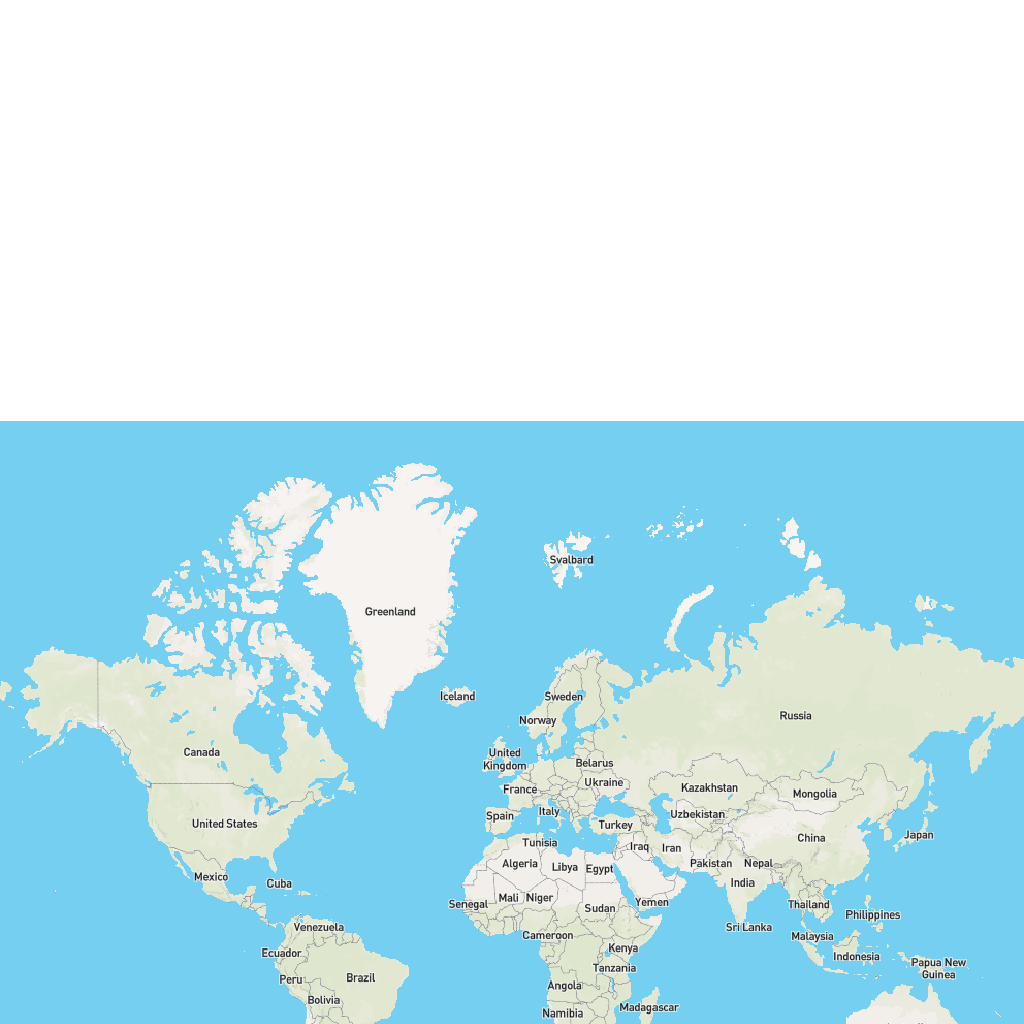 Svalbard
Greenland
Iceland
Sweden
Norway
Russia
Canada
United
Kingdom
Belarus
Ukraine
France
Kazakhstan
Mongolia
Italy
Spain
Uzbekistan
United States
Turkey
Japan
China
Tunisia
Iraq
Iran
Algeria
Libya
Egypt
Pakistan
Nepal
Mexico
Cuba
India
Mali
Niger
Senegal
Sudan
Yemen
Thailand
Philippines
Venezuela
Cameroon
Sri Lanka
Malaysia
Ecuador
Kenya
Indonesia
Papua New
Guinea
Tanzania
Peru
Brazil
Angola
Bolivia
Madagascar
Namibia